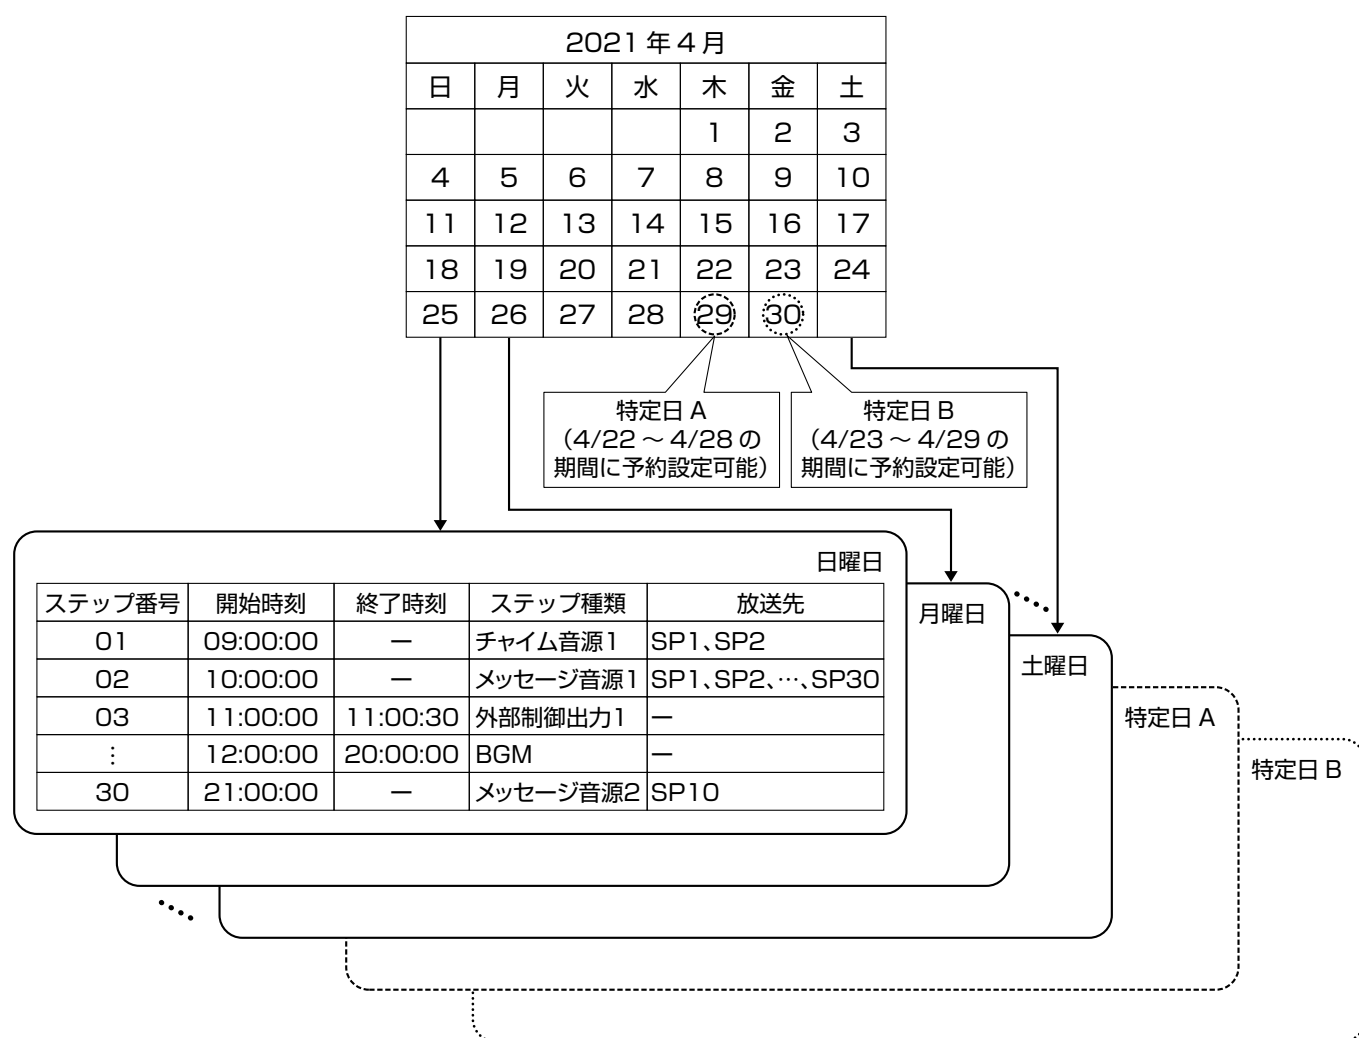 2021年4月
日 月 火 水 木 金 土
1 2 3
4 5 6 7 8 9 10
11 12 13 14 15 16 17
18 19 20 21 22 23 24
25 26 27 28 29 30
特定日 A
（4/22～4/28の
期間に予約設定可能）
特定日 B
（4/23～4/29の
期間に予約設定可能）
日曜日
ステップ番号 開始時刻 終了時刻 ステップ種類 放送先
01 09:00:00 ー チャイム音源1 SP1、SP2
02 10:00:00 ー メッセージ音源1 SP1、SP2、…、SP30
03 11:00:00 11:00:30 外部制御出力1 ー
⋮ 12:00:00 20:00:00 BGM ー
30 21:00:00 ー メッセージ音源2 SP10
月曜日
土曜日
特定日 A
特定日 B